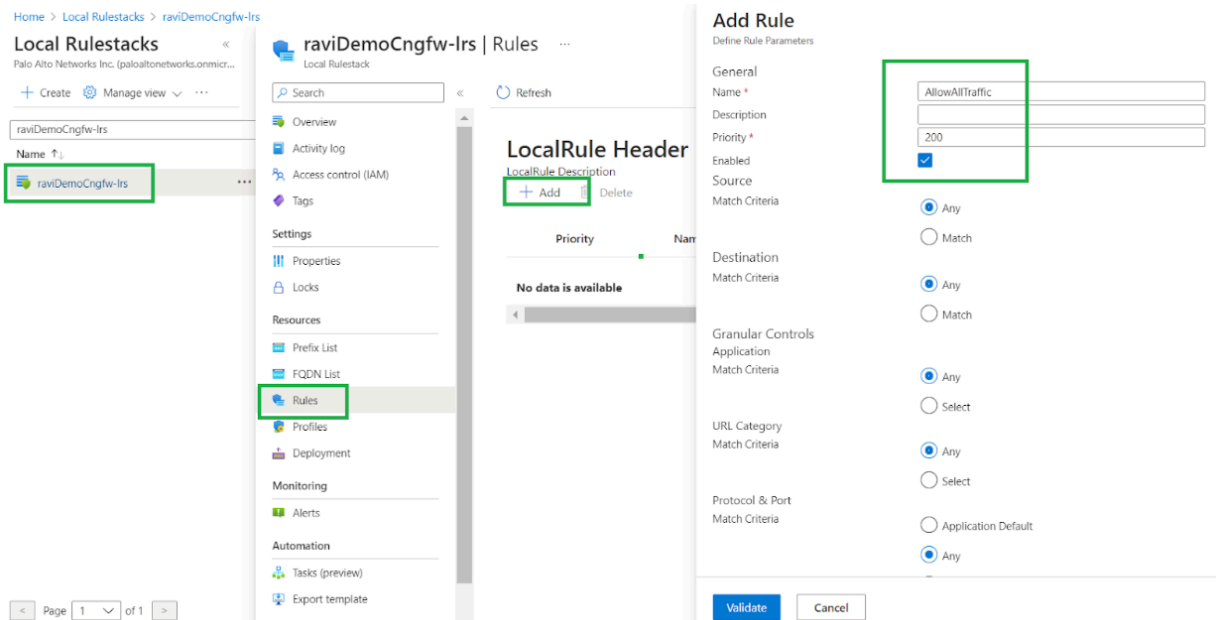 Home > Local Rulestacks > raviDemoCngfw-lrs
Local Rulestacks «
Palo Alto Networks Inc. (paloaltonetworks.onmicr...
+ Create Manage view ...
raviDemoCngfw-lrs
Name ↑↓
raviDemoCngfw-lrs ...
< Page 1 of 1 >
raviDemoCngfw-lrs | Rules ...
Local Rulestack
Search «
Overview
Activity log
Access control (IAM)
Tags
Settings
Properties
Locks
Resources
Prefix List
FQDN List
Rules
Profiles
Deployment
Monitoring
Alerts
Automation
Tasks (preview)
Export template
Refresh
LocalRule Header
LocalRule Description
+ Add Delete
Priority Nam
No data is available
Add Rule
Define Rule Parameters
General
Name * AllowAllTraffic
Description
Priority * 200
Enabled
Source
Match Criteria
Any
Match
Destination
Match Criteria
Any
Match
Granular Controls
Application
Match Criteria
Any
Select
URL Category
Match Criteria
Any
Select
Protocol & Port
Match Criteria
Application Default
Any
Validate Cancel